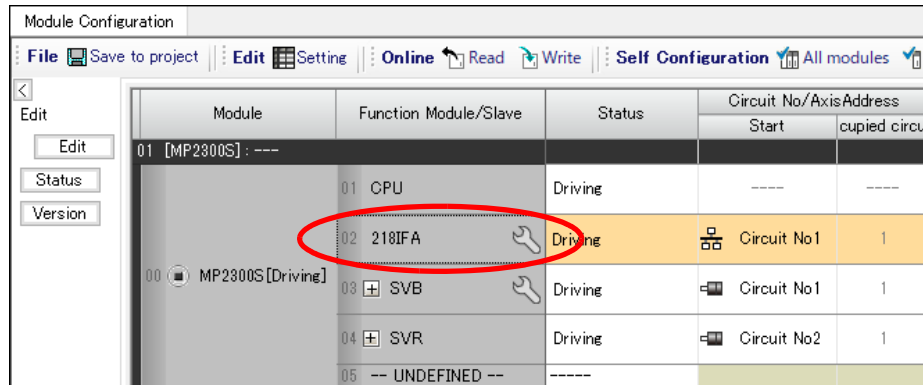 Module Configuration
File Save to project Edit Setting Online Read Write Self Configuration All modules
<
Edit
Edit
Status
Version
Module Function Module/Slave Status Circuit No/AxisAddress
Start cupied circu
01 [MP2300S] : ---
01 CPU Driving ---- ----
02 218IFA Driving Circuit No1 1
00 MP2300S[Driving]
03 + SVB Driving Circuit No1 1
04 + SVR Driving Circuit No2 1
05 -- UNDEFINED -- -----